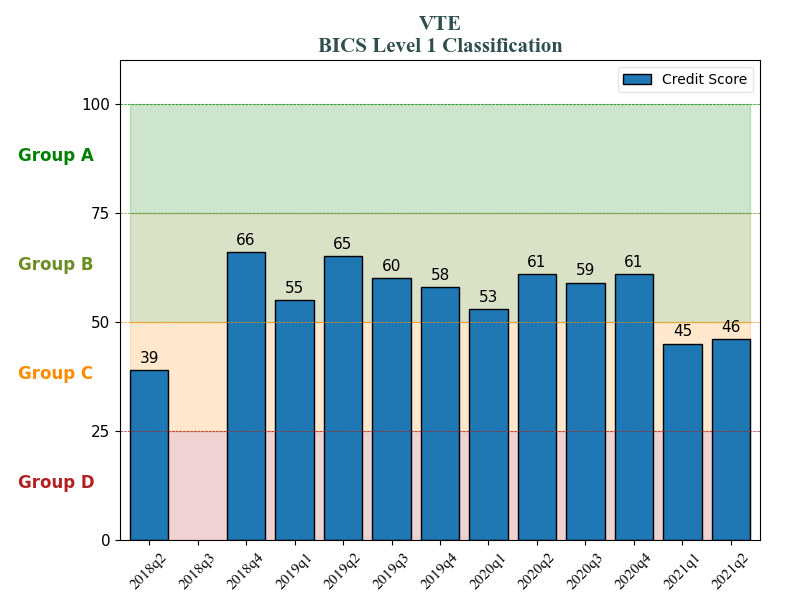 VTE
BICS Level 1 Classification
Credit Score
100
Group A
75
Group B
50
Group C
25
Group D
0
39
66
55
65
60
58
53
61
59
61
45
46
2018q2
2018q3
2018q4
2019q1
2019q2
2019q3
2019q4
2020q1
2020q2
2020q3
2020q4
2021q1
2021q2